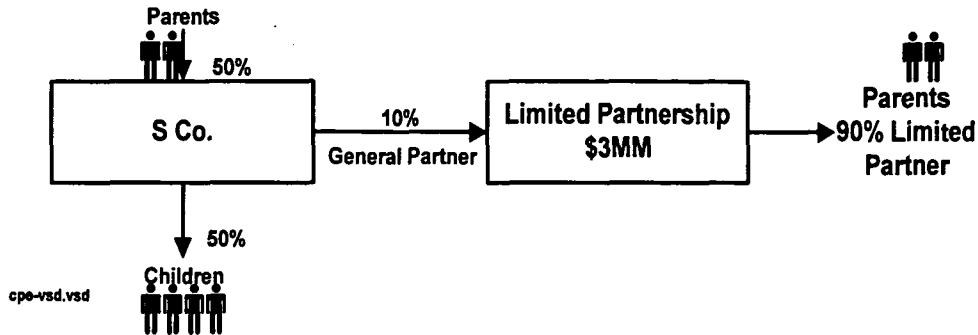 Parents
50%
S Co.
10%
General Partner
Limited Partnership
$3MM
Parents
90% Limited
Partner
50%
Children
cpe-vsd.vsd